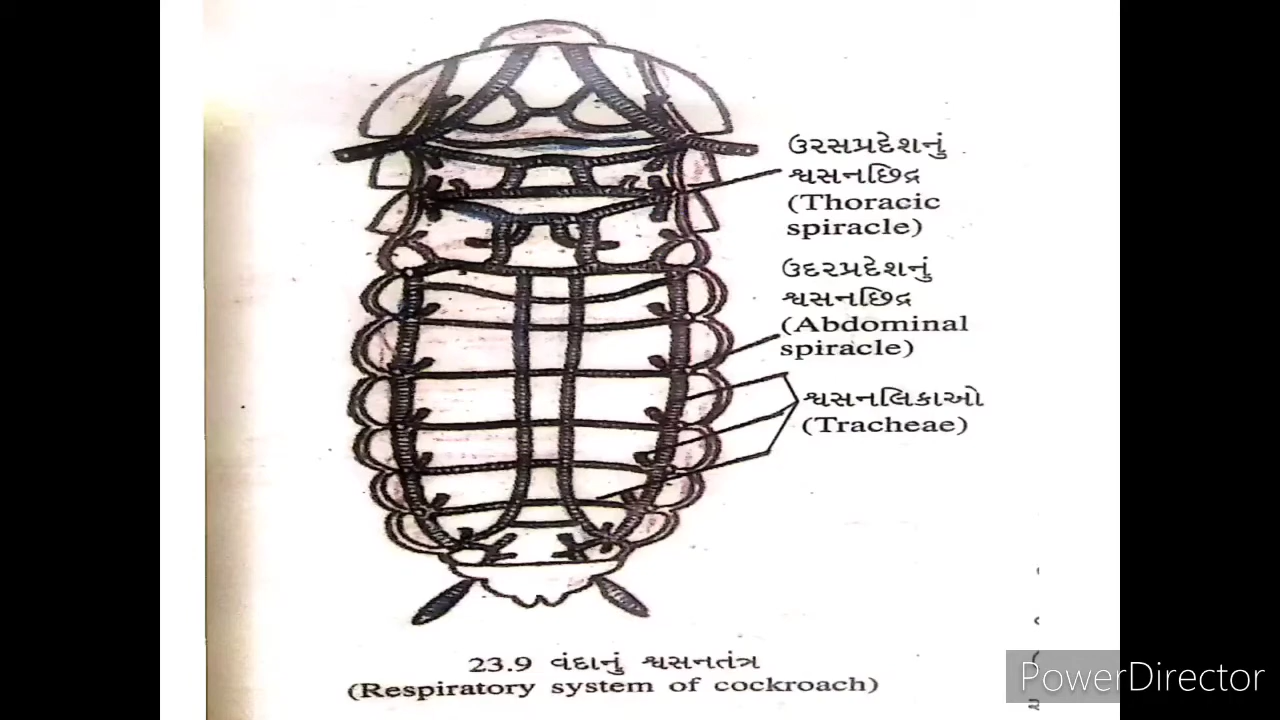 ઉરસપ્રદેશનું
શ્વસનછિદ્ર
(Thoracic
spiracle)
ઉદરપ્રદેશનું
શ્વસનછિદ્ર
(Abdominal
spiracle)
શ્વસનલિકાઓ
(Tracheae)
23.9 વંદાનું શ્વસનતંત્ર
(Respiratory system of cockroach)
PowerDirector